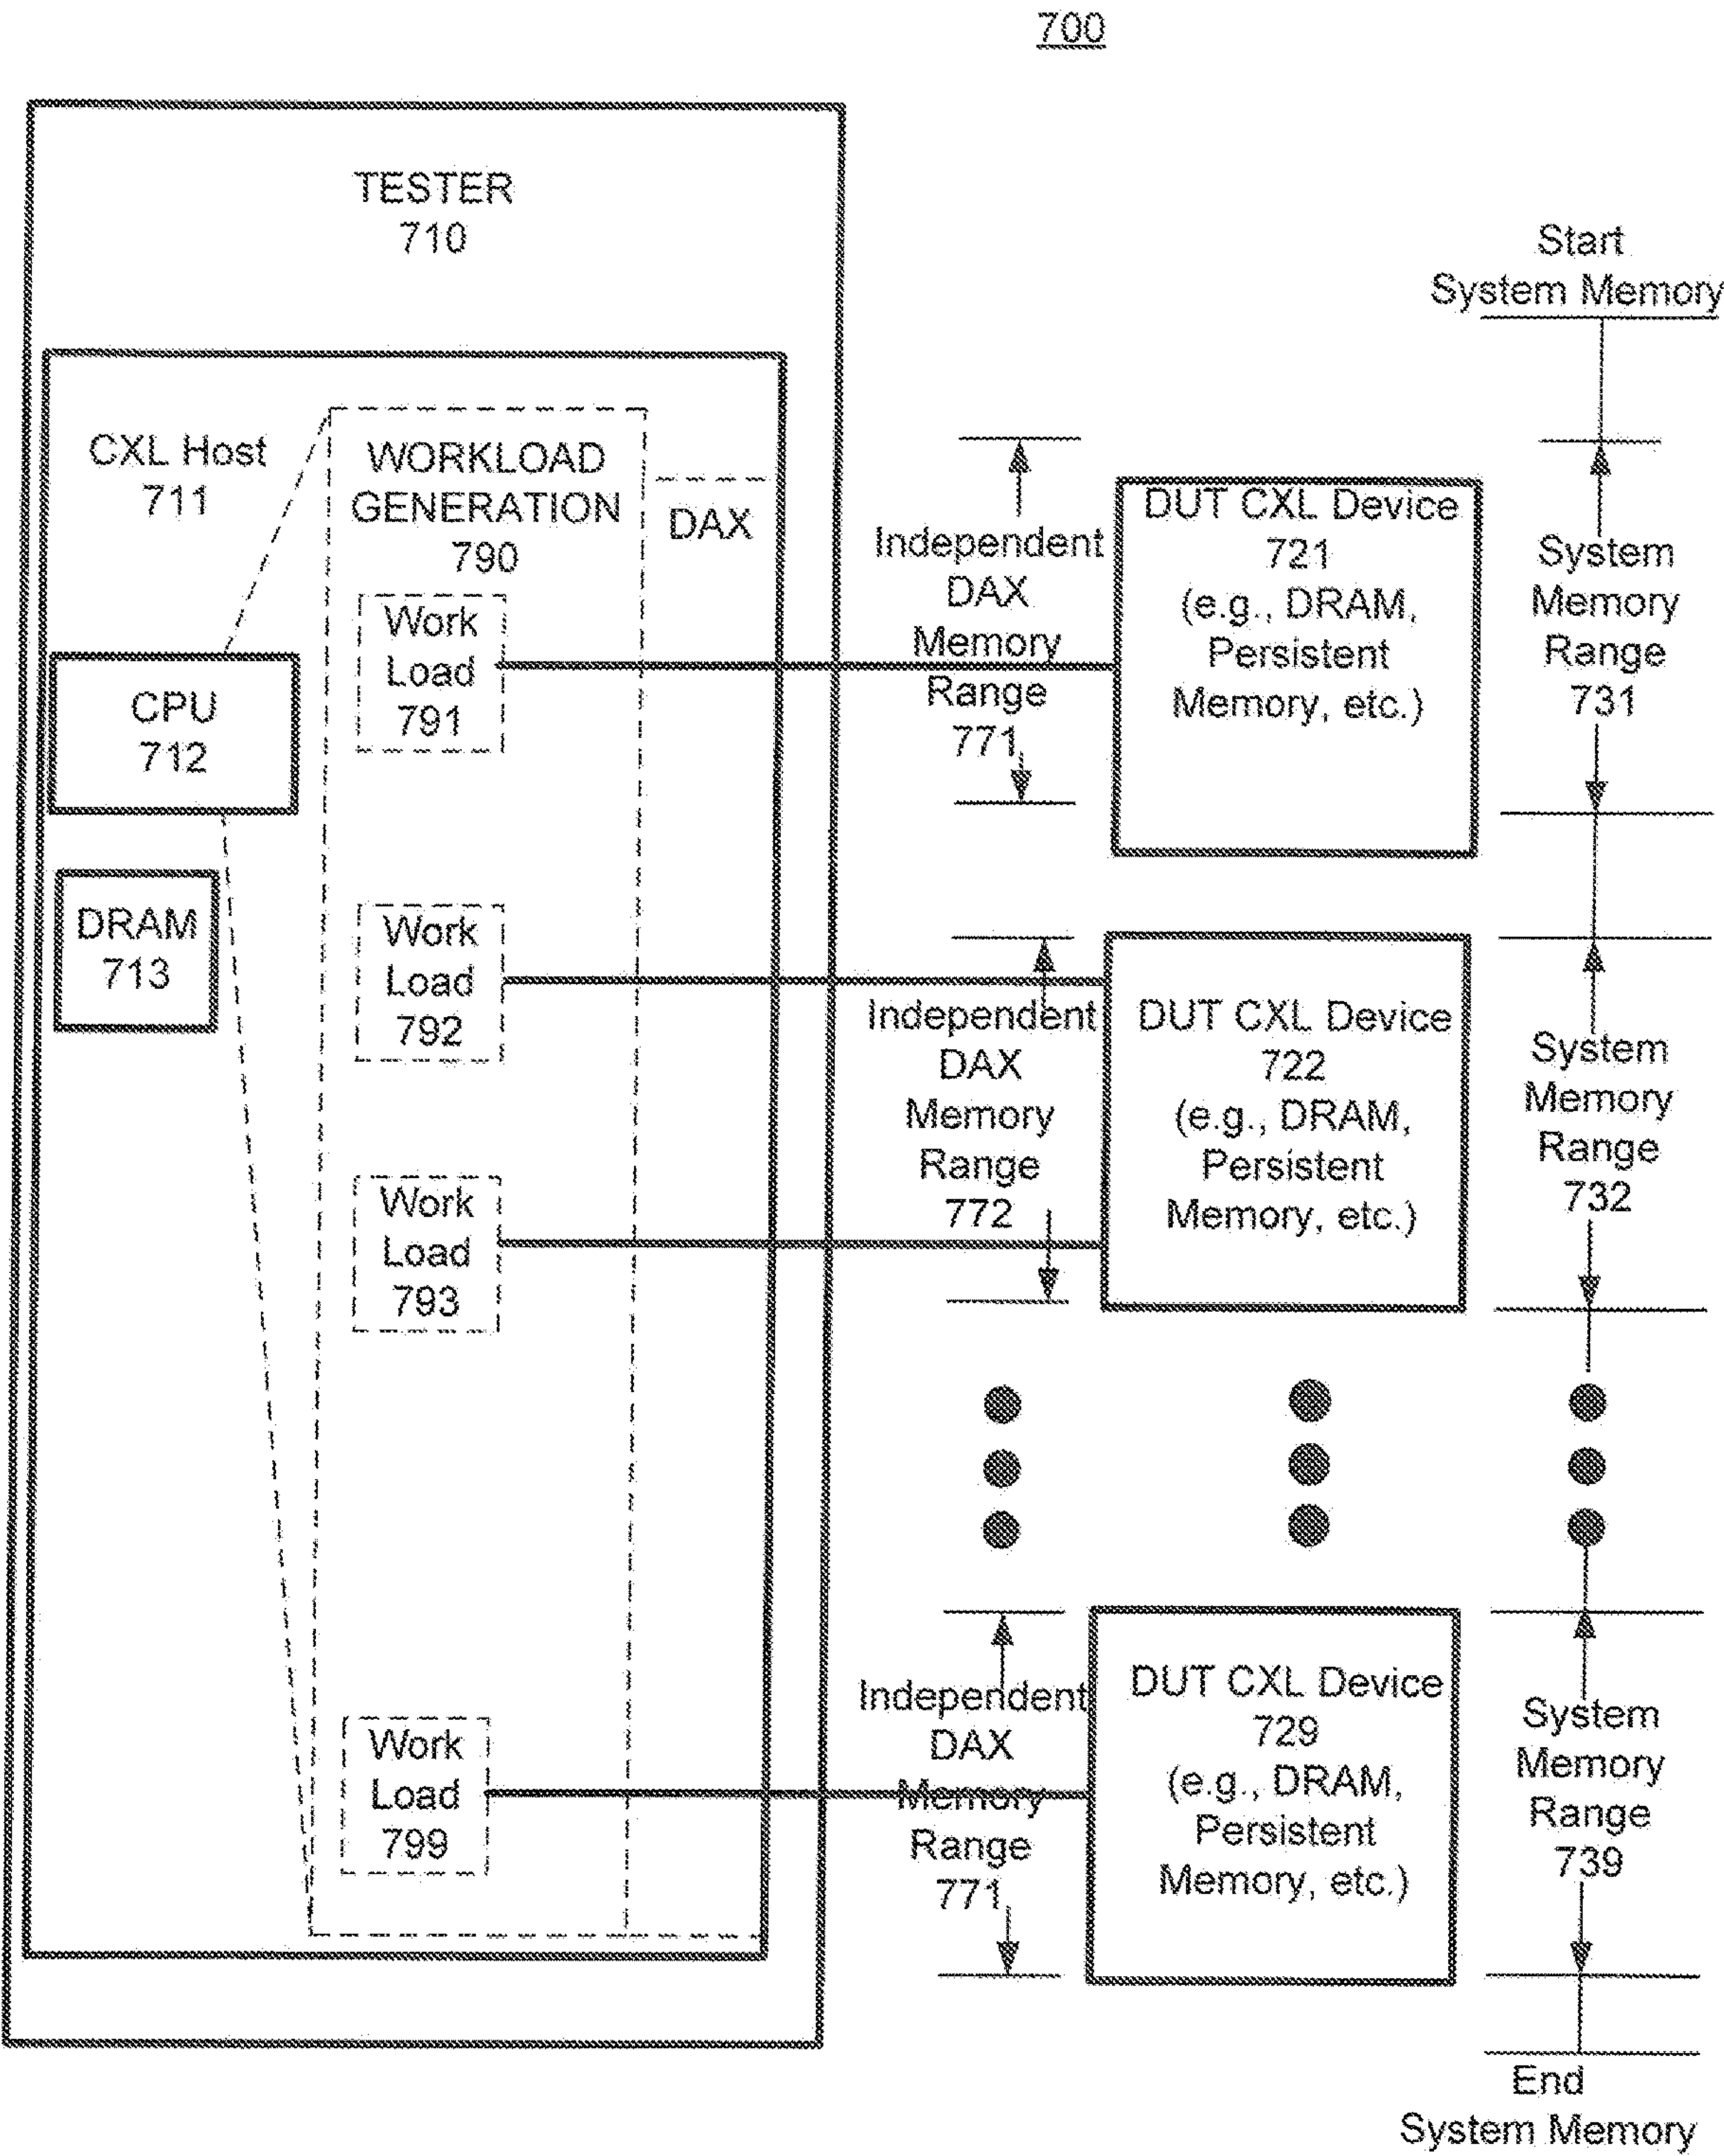 700
TESTER
710
CXL Host
711
WORKLOAD
GENERATION
790
DAX
CPU
712
DRAM
713
Work
Load
791
Work
Load
792
Work
Load
793
Work
Load
799
Independent
DAX
Memory
Range
771
Independent
DAX
Memory
Range
772
Independent
DAX
Memory
Range
771
DUT CXL Device
721
(e.g., DRAM,
Persistent
Memory, etc.)
DUT CXL Device
722
(e.g., DRAM,
Persistent
Memory, etc.)
DUT CXL Device
729
(e.g., DRAM,
Persistent
Memory, etc.)
Start
System Memory
System
Memory
Range
731
System
Memory
Range
732
System
Memory
Range
739
End
System Memory